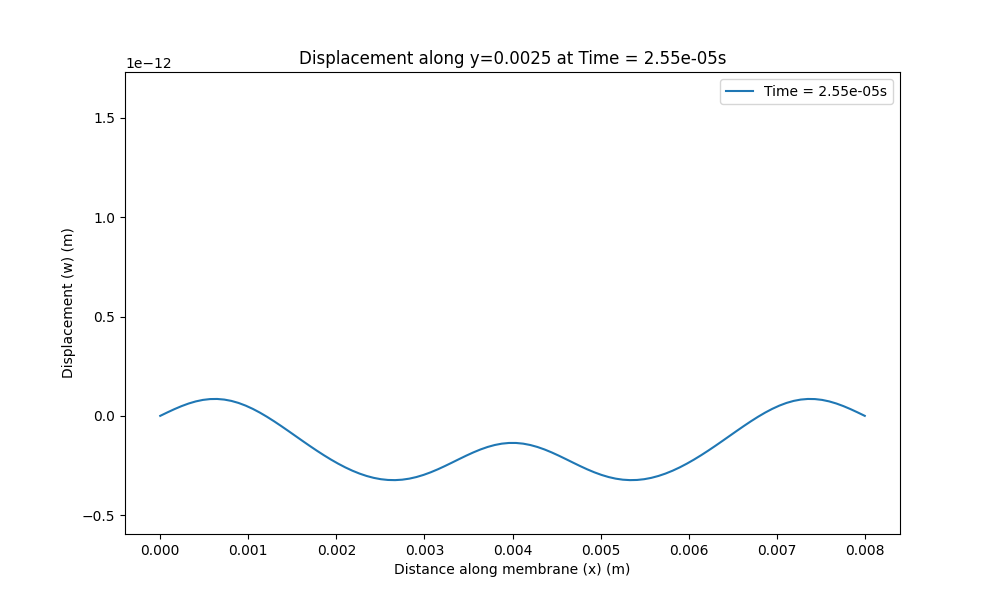 Displacement along y=0.0025 at Time = 2.55e-05s
1e−12
Time = 2.55e-05s
1.5
1.0
0.5
0.0
−0.5
Displacement (w) (m)
0.000 0.001 0.002 0.003 0.004 0.005 0.006 0.007 0.008
Distance along membrane (x) (m)